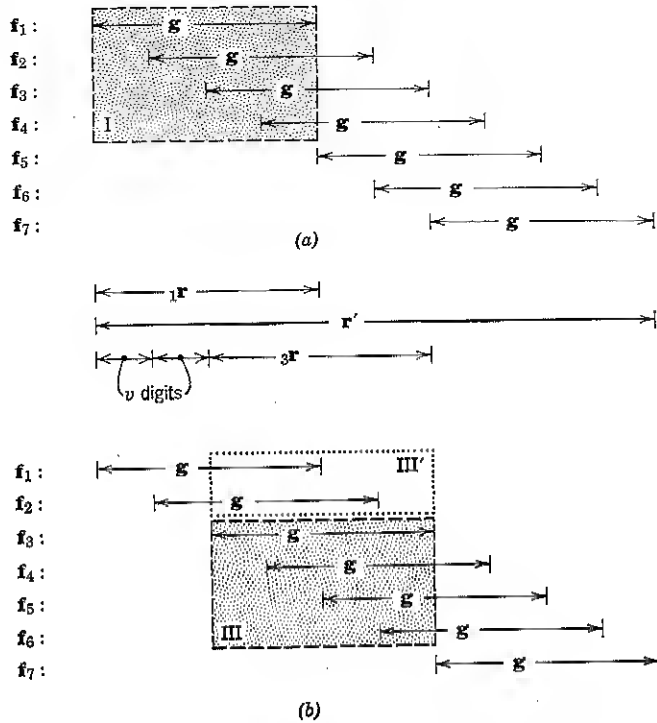 f₁: g
f₂: g
f₃: g
f₄: g
I
f₅: g
f₆: g
f₇: g
(a)
₁r
r′
₃r
v digits
f₁: g III′
f₂: g
f₃: g
f₄: g
f₅: g
f₆: g
III
f₇: g
(b)